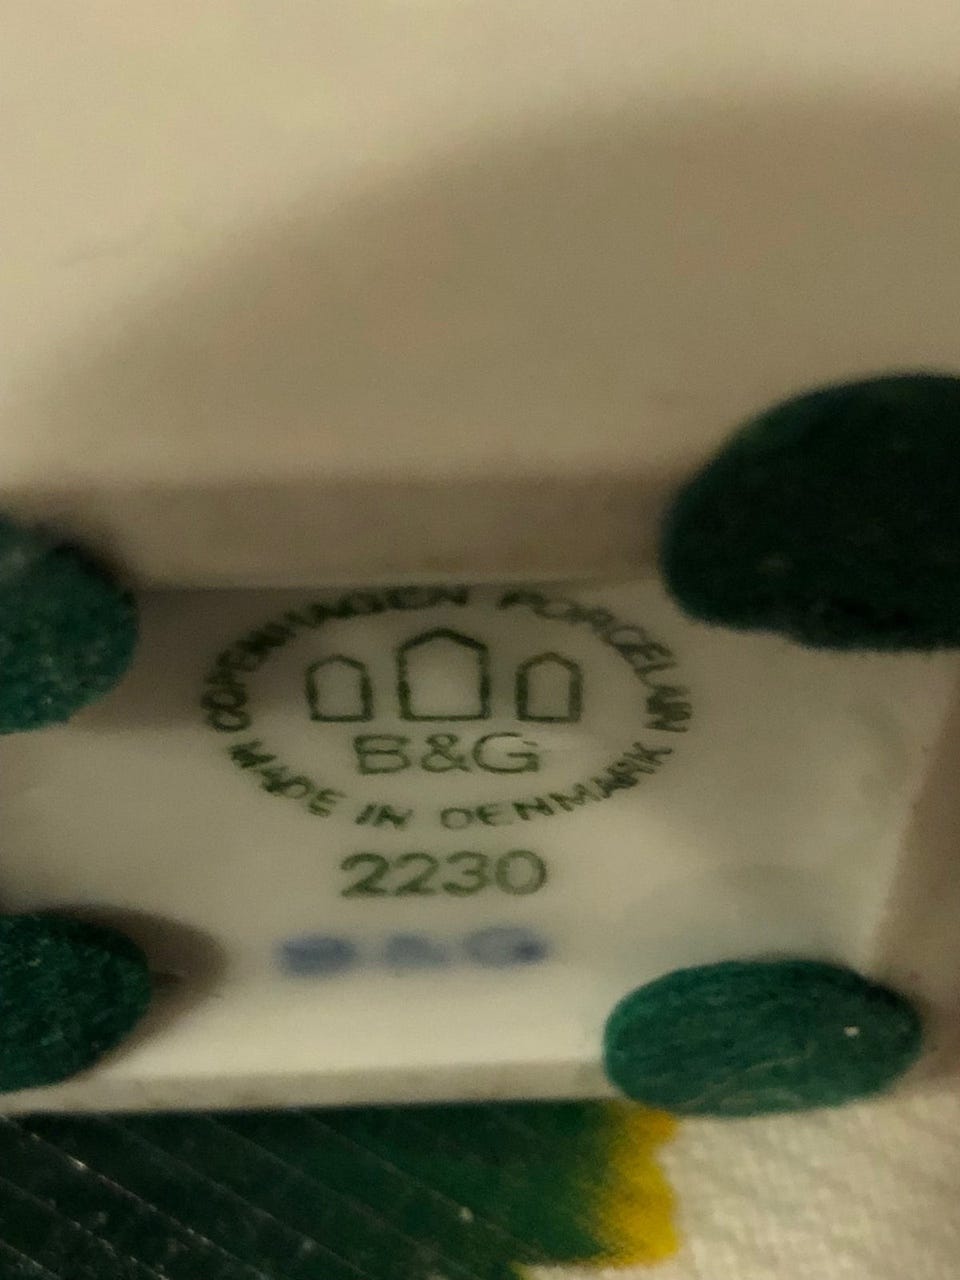 COPENHAGEN PORCELAIN
B&G
MADE IN DENMARK
2230
B&G